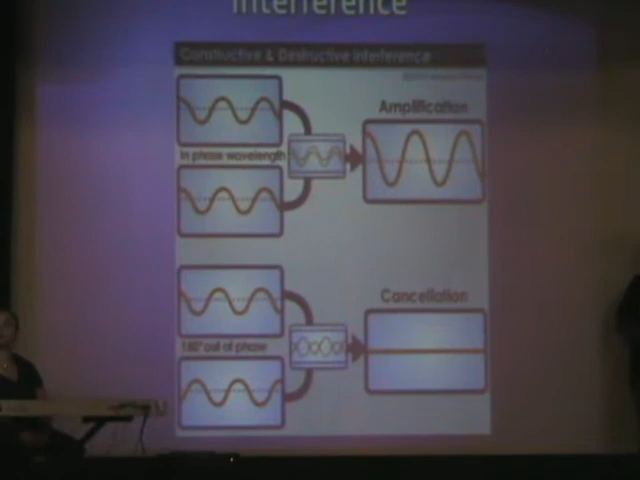 Interference
Constructive & Destructive Interference
Amplification
In phase wavelength
Cancellation
180° out of phase